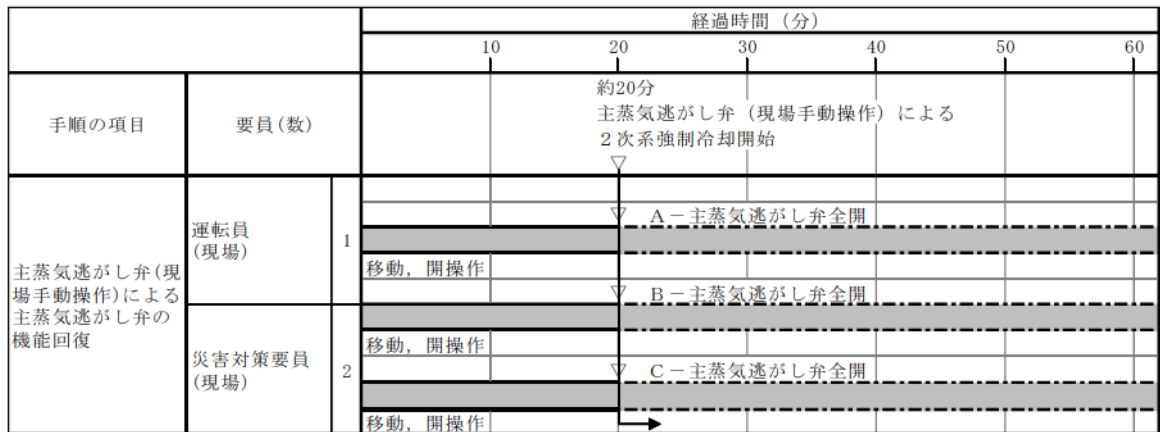 経過時間（分）
10 20 30 40 50 60
手順の項目
要員(数)
約20分
主蒸気逃がし弁（現場手動操作）による
２次系強制冷却開始
▽
主蒸気逃がし弁(現
場手動操作)による
主蒸気逃がし弁の
機能回復
運転員
(現場)
1
▽ Ａ－主蒸気逃がし弁全開
移動，開操作
災害対策要員
(現場)
2
▽ Ｂ－主蒸気逃がし弁全開
移動，開操作
▽ Ｃ－主蒸気逃がし弁全開
移動，開操作